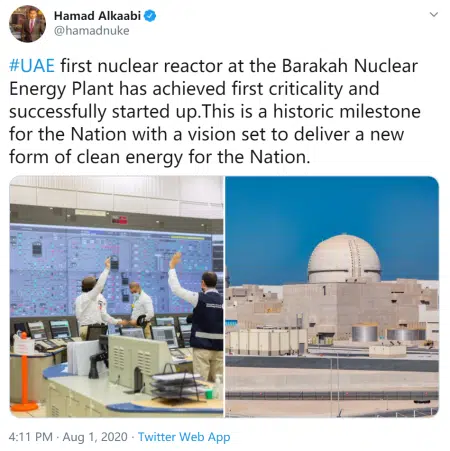 Hamad Alkaabi
@hamadnuke
#UAE first nuclear reactor at the Barakah Nuclear
Energy Plant has achieved first criticality and
successfully started up.This is a historic milestone
for the Nation with a vision set to deliver a new
form of clean energy for the Nation.
1
4:11 PM · Aug 1, 2020 · Twitter Web App